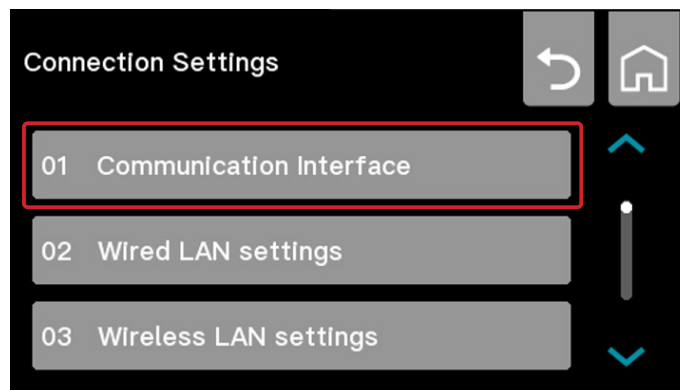 Connection Settings
01 Communication Interface
02 Wired LAN settings
03 Wireless LAN settings